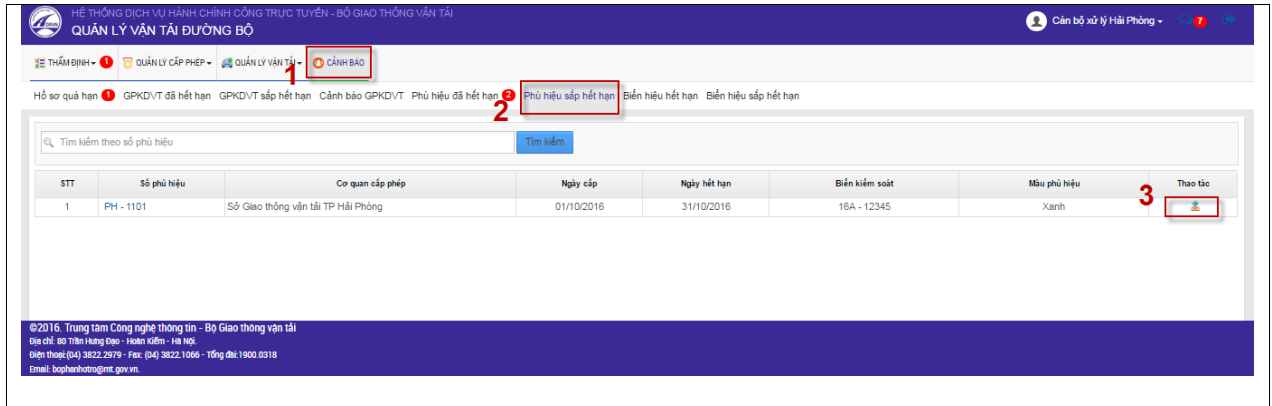 HỆ THỐNG DỊCH VỤ HÀNH CHÍNH CÔNG TRỰC TUYẾN - BỘ GIAO THÔNG VẬN TẢI
QUẢN LÝ VẬN TẢI ĐƯỜNG BỘ
Cán bộ xử lý Hải Phòng
7
THẨM ĐỊNH 1 QUẢN LÝ CẤP PHÉP QUẢN LÝ VẬN TẢI 1 CẢNH BÁO
Hồ sơ quá hạn 1 GPKDVT đã hết hạn GPKDVT sắp hết hạn Cảnh báo GPKDVT Phù hiệu đã hết hạn 2 Phù hiệu sắp hết hạn Biển hiệu hết hạn Biển hiệu sắp hết hạn
2
Tìm kiếm theo số phù hiệu Tìm kiếm
STT Số phù hiệu Cơ quan cấp phép Ngày cấp Ngày hết hạn Biển kiểm soát Màu phù hiệu Thao tác
3
1 PH - 1101 Sở Giao thông vận tải TP Hải Phòng 01/10/2016 31/10/2016 16A - 12345 Xanh
©2016. Trung tâm Công nghệ thông tin - Bộ Giao thông vận tải
Địa chỉ: 80 Trần Hưng Đạo - Hoàn Kiếm - Hà Nội.
Điện thoại:(04) 3822.2979 - Fax: (04) 3822.1066 - Tổng đài:1900.0318
Email: bophanhotro@mt.gov.vn.